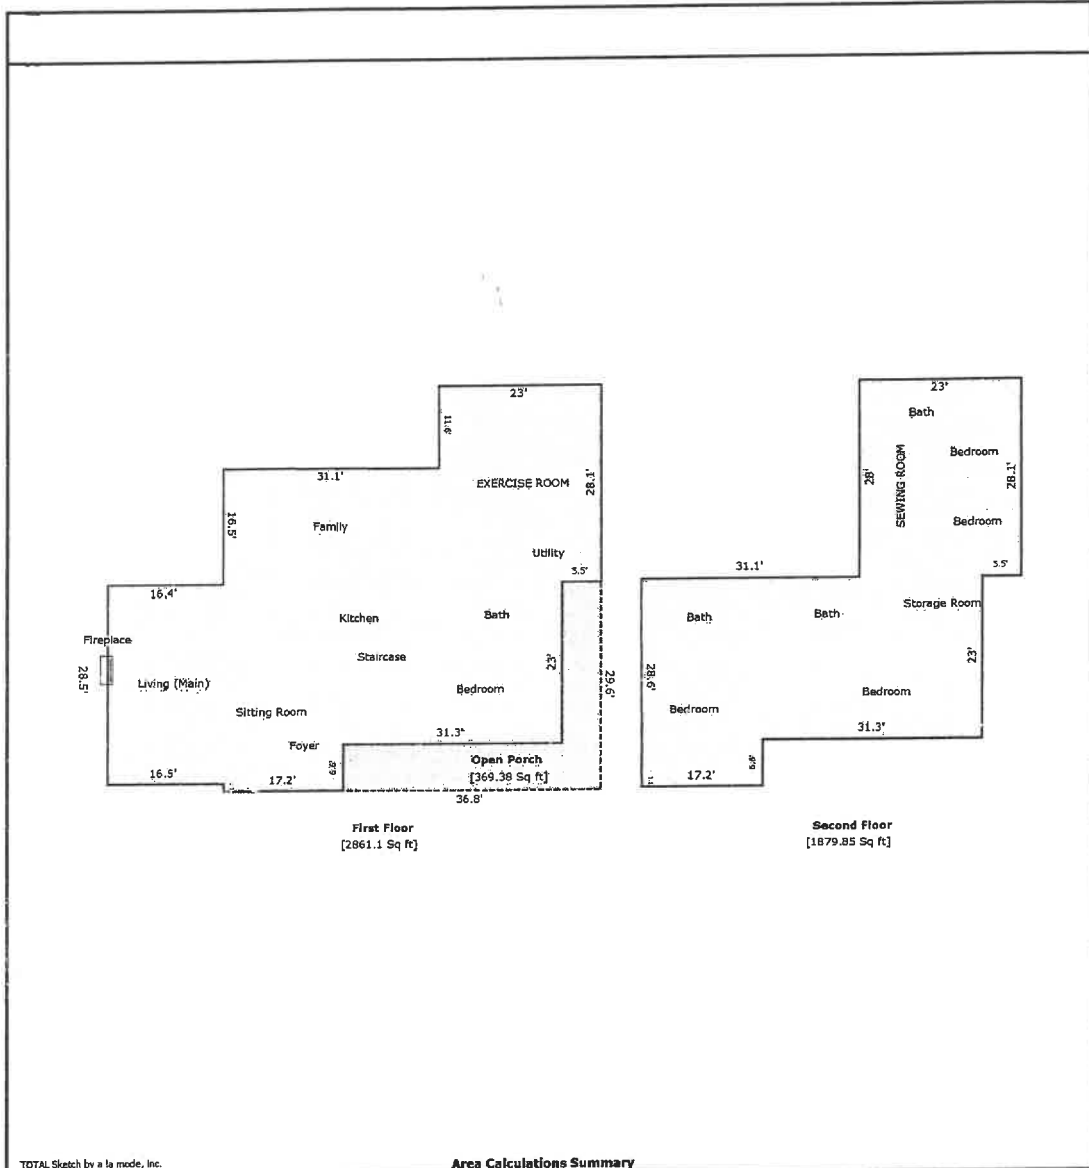 23'
11.6'
31.1'
EXERCISE ROOM
28.1'
16.5'
Family
Utility
5.5'
16.4'
Kitchen
Bath
Fireplace
Staircase
23'
28.5'
Living (Main)
Bedroom
29.6'
Sitting Room
31.3'
Foyer
Open Porch
[369.38 Sq ft]
16.5'
17.2'
36.8'
First Floor
[2861.1 Sq ft]
23'
Bath
Bedroom
28'
SEWING ROOM
28.1'
Bedroom
5.5'
31.1'
Storage Room
Bath
Bath
23'
28.6'
Bedroom
Bedroom
31.3'
17.2'
Second Floor
[1879.85 Sq ft]
TOTAL Sketch by a la mode, inc.
Area Calculations Summary